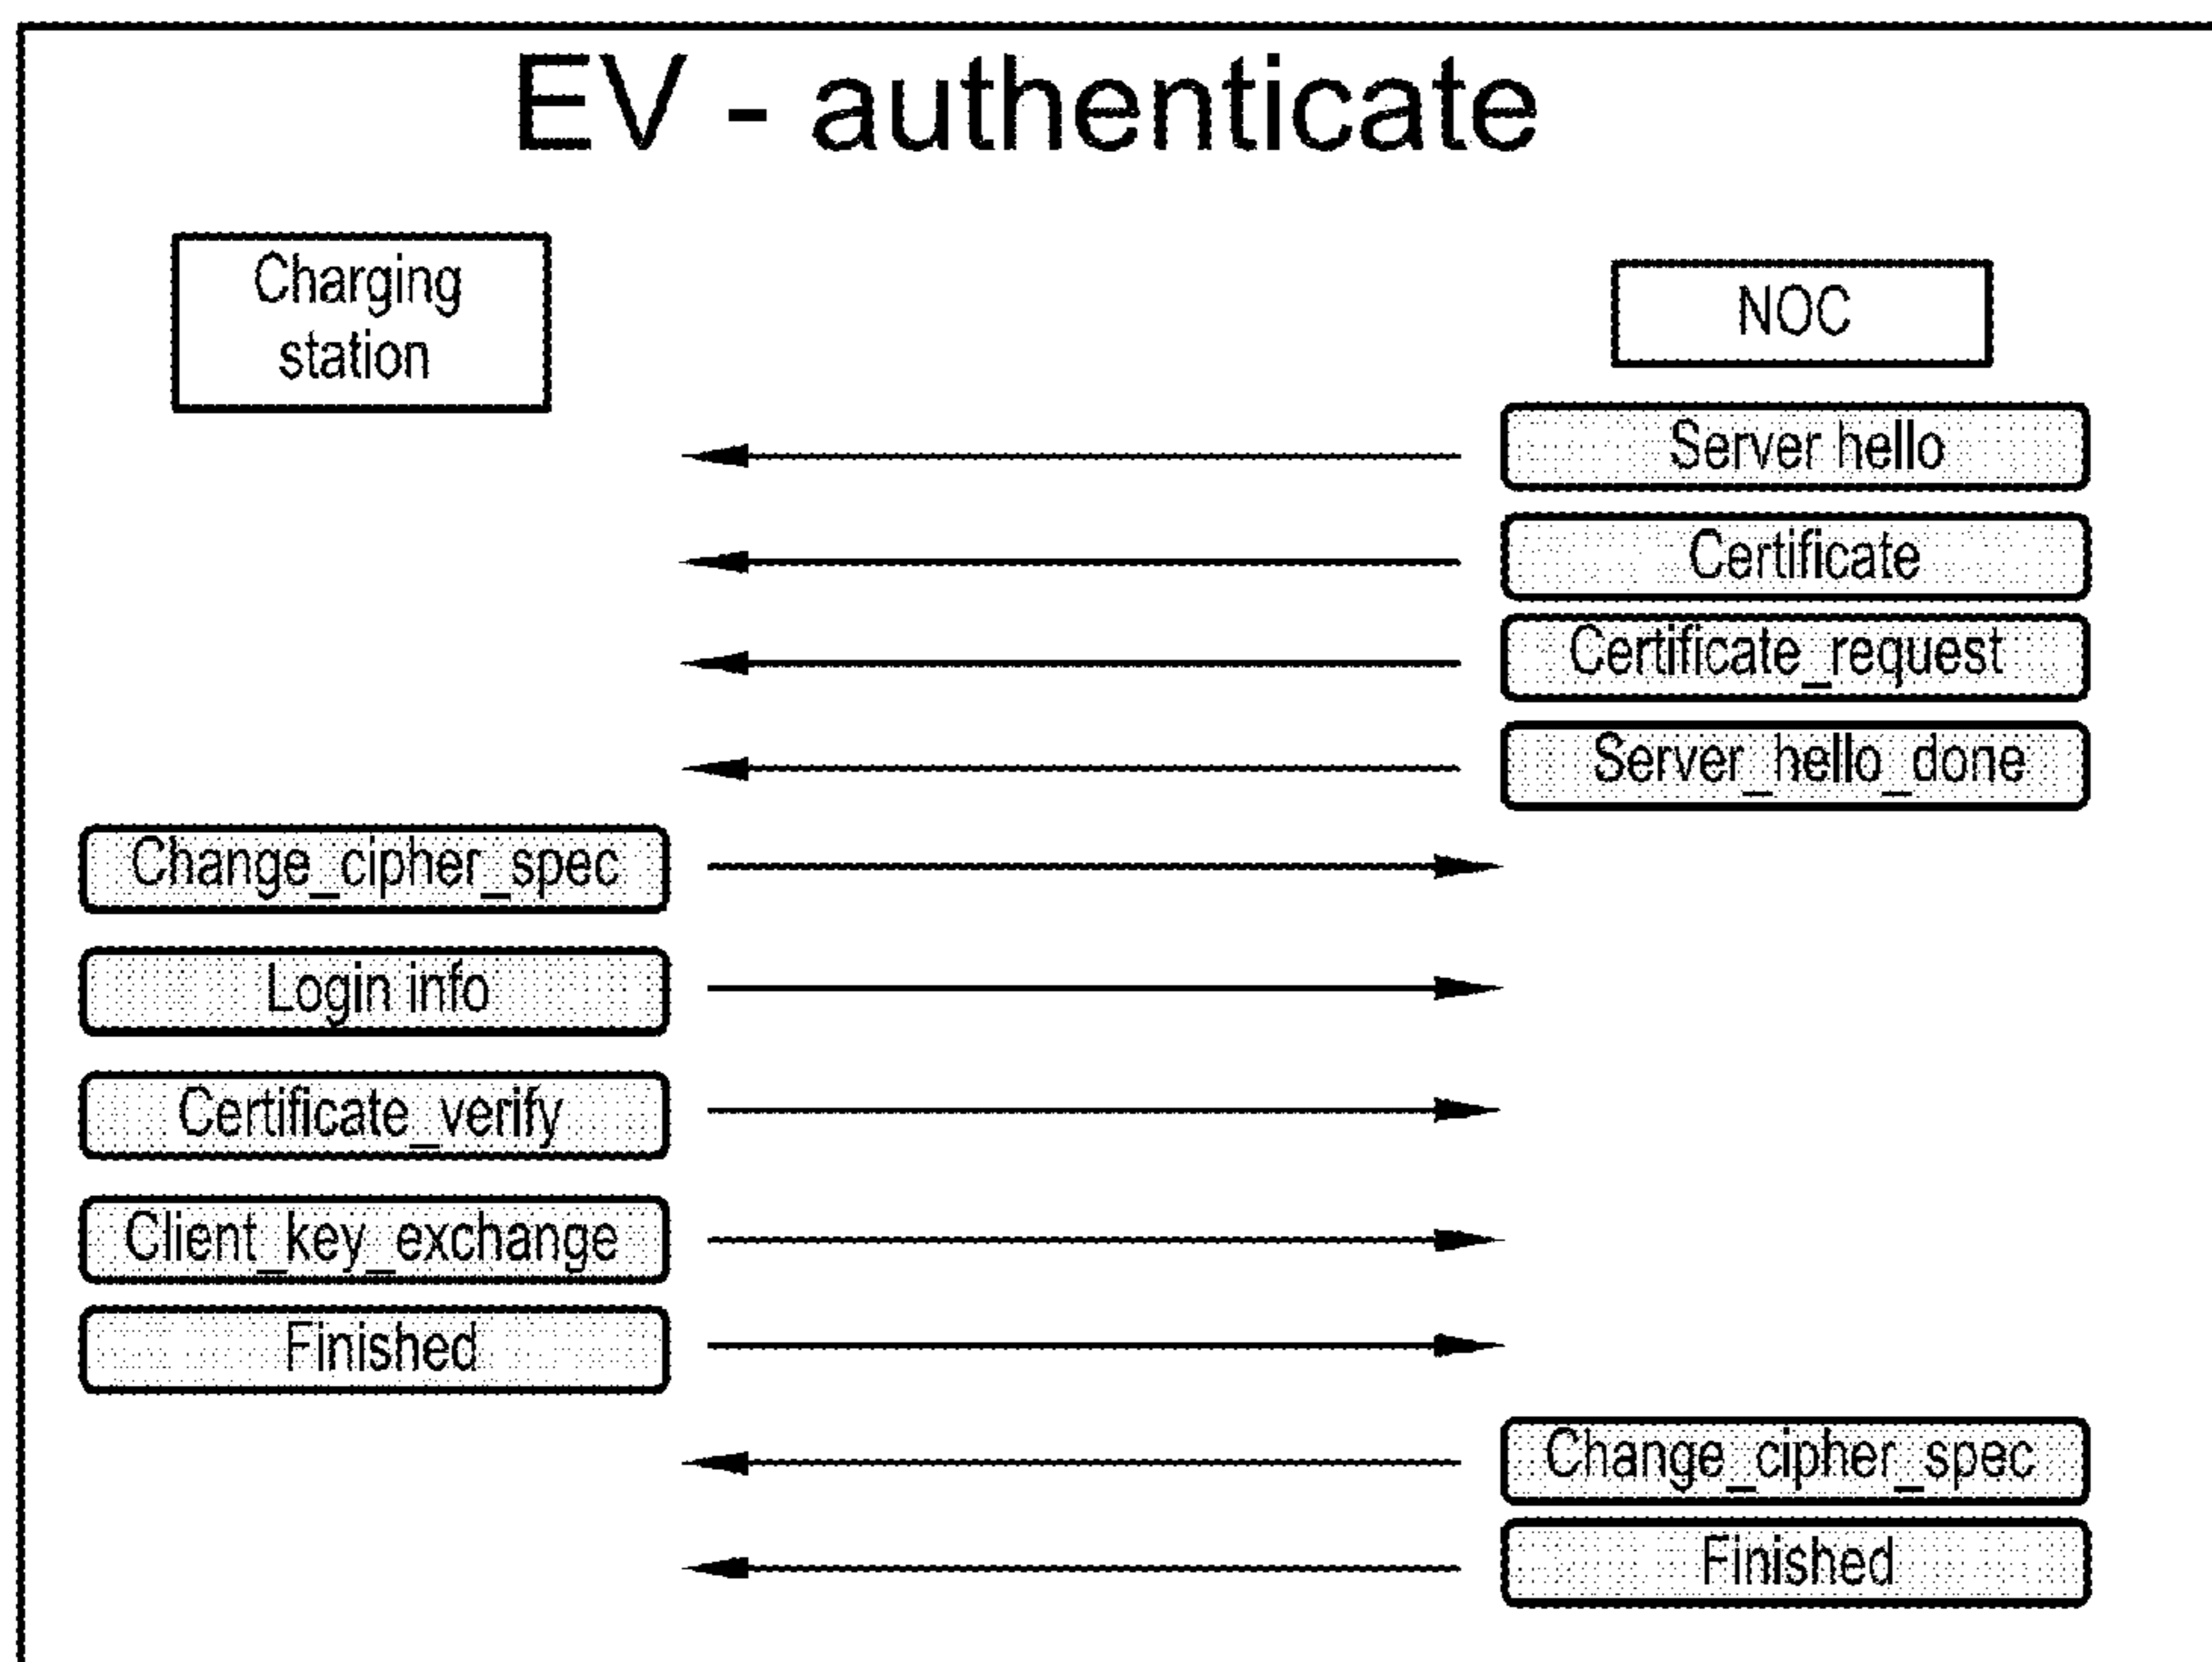 EV - authenticate
Charging
station
NOC
Server hello
Certificate
Certificate_request
Server_hello_done
Change_cipher_spec
Login info
Certificate_verify
Client_key_exchange
Finished
Change_cipher_spec
Finished